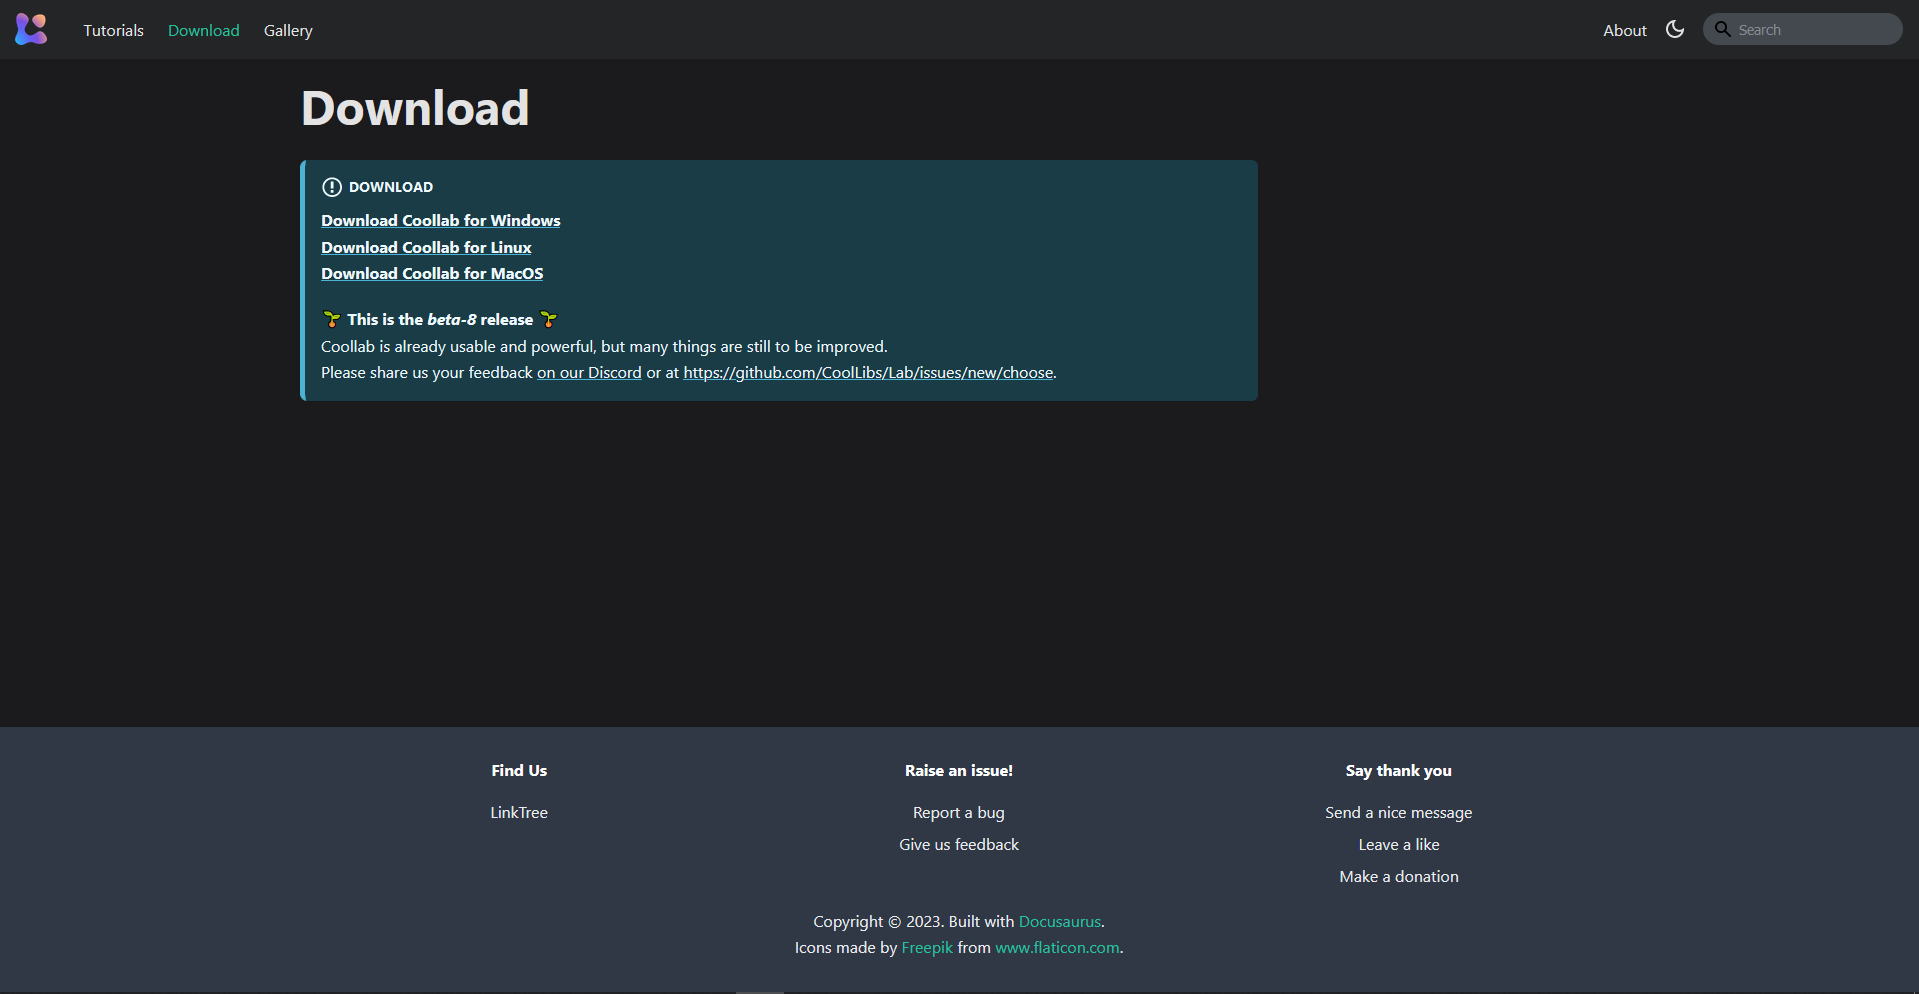 Tutorials Download Gallery About Search
Download
DOWNLOAD
Download Coollab for Windows
Download Coollab for Linux
Download Coollab for MacOS
🌱 This is the beta-8 release 🌱
Coollab is already usable and powerful, but many things are still to be improved.
Please share us your feedback on our Discord or at https://github.com/CoolLibs/Lab/issues/new/choose.
Find Us
LinkTree
Raise an issue!
Report a bug
Give us feedback
Say thank you
Send a nice message
Leave a like
Make a donation
Copyright © 2023. Built with Docusaurus.
Icons made by Freepik from www.flaticon.com.